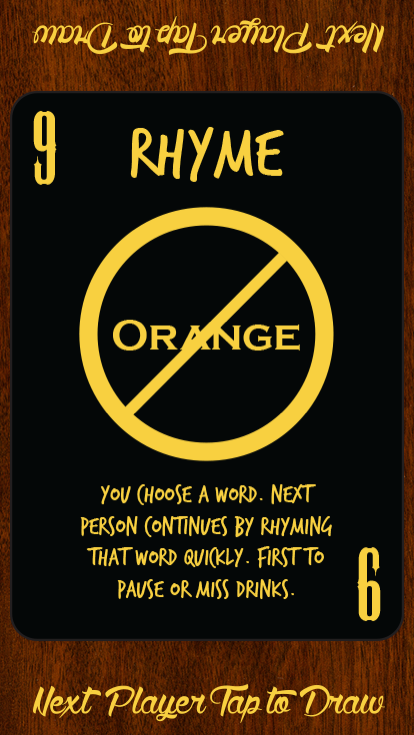 Next Player Tap to Draw
9
RHYME
ORANGE
YOU CHOOSE A WORD. NEXT
PERSON CONTINUES BY RHYMING
THAT WORD QUICKLY. FIRST TO
PAUSE OR MISS DRINKS.
9
Next Player Tap to Draw